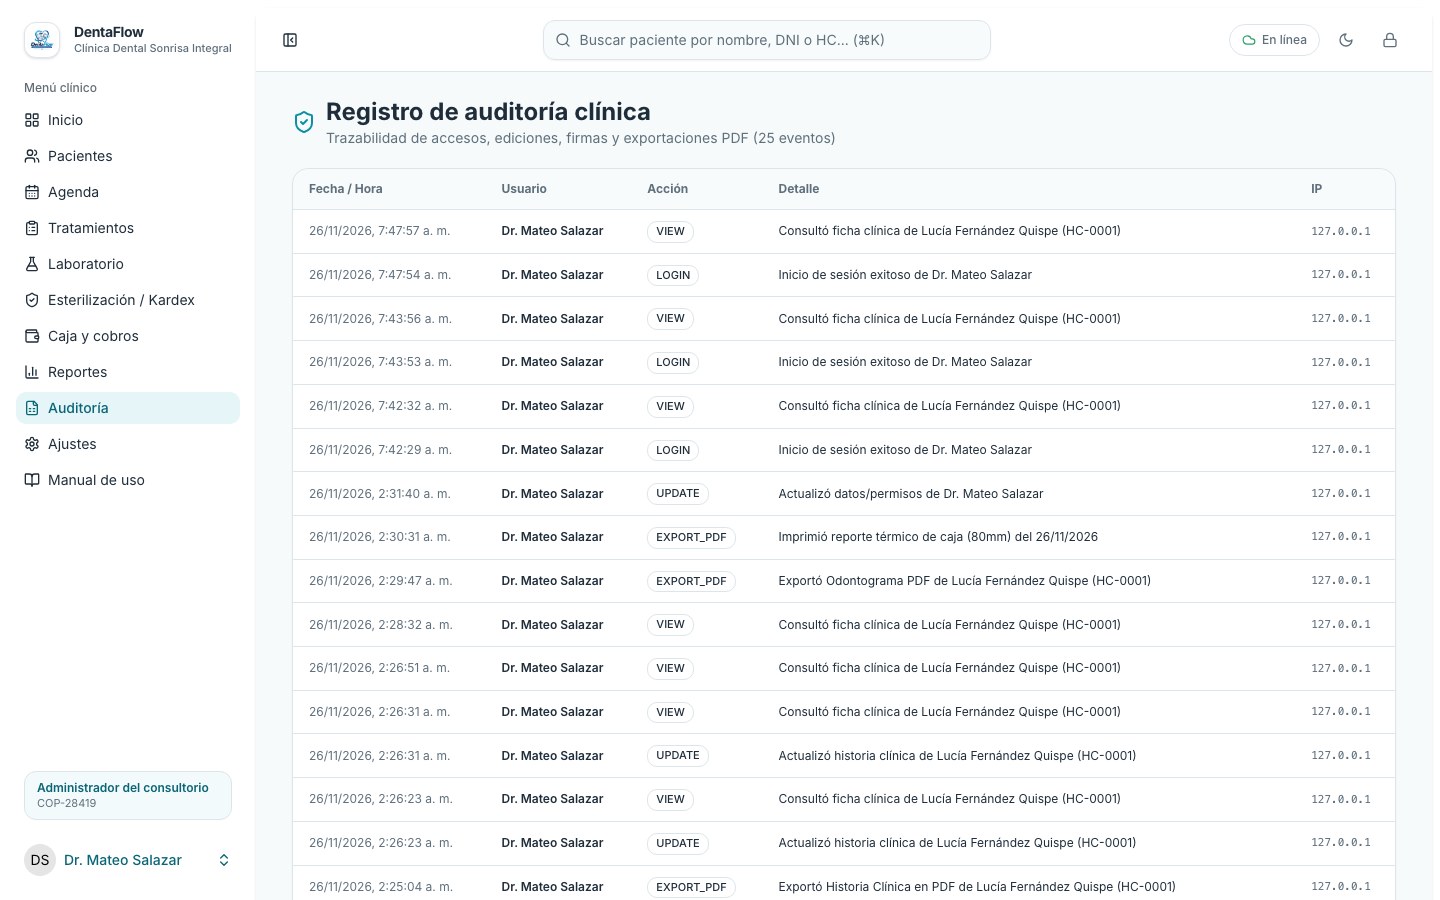 DentaFlow
Clínica Dental Sonrisa Integral
Menú clínico
Inicio
Pacientes
Agenda
Tratamientos
Laboratorio
Esterilización / Kardex
Caja y cobros
Reportes
Auditoría
Ajustes
Manual de uso
Administrador del consultorio
COP-28419
DS Dr. Mateo Salazar
Buscar paciente por nombre, DNI o HC... (⌘K)
En línea
Registro de auditoría clínica
Trazabilidad de accesos, ediciones, firmas y exportaciones PDF (25 eventos)
Fecha / Hora Usuario Acción Detalle IP
26/11/2026, 7:47:57 a. m. Dr. Mateo Salazar VIEW Consultó ficha clínica de Lucía Fernández Quispe (HC-0001) 127.0.0.1
26/11/2026, 7:47:54 a. m. Dr. Mateo Salazar LOGIN Inicio de sesión exitoso de Dr. Mateo Salazar 127.0.0.1
26/11/2026, 7:43:56 a. m. Dr. Mateo Salazar VIEW Consultó ficha clínica de Lucía Fernández Quispe (HC-0001) 127.0.0.1
26/11/2026, 7:43:53 a. m. Dr. Mateo Salazar LOGIN Inicio de sesión exitoso de Dr. Mateo Salazar 127.0.0.1
26/11/2026, 7:42:32 a. m. Dr. Mateo Salazar VIEW Consultó ficha clínica de Lucía Fernández Quispe (HC-0001) 127.0.0.1
26/11/2026, 7:42:29 a. m. Dr. Mateo Salazar LOGIN Inicio de sesión exitoso de Dr. Mateo Salazar 127.0.0.1
26/11/2026, 2:31:40 a. m. Dr. Mateo Salazar UPDATE Actualizó datos/permisos de Dr. Mateo Salazar 127.0.0.1
26/11/2026, 2:30:31 a. m. Dr. Mateo Salazar EXPORT_PDF Imprimió reporte térmico de caja (80mm) del 26/11/2026 127.0.0.1
26/11/2026, 2:29:47 a. m. Dr. Mateo Salazar EXPORT_PDF Exportó Odontograma PDF de Lucía Fernández Quispe (HC-0001) 127.0.0.1
26/11/2026, 2:28:32 a. m. Dr. Mateo Salazar VIEW Consultó ficha clínica de Lucía Fernández Quispe (HC-0001) 127.0.0.1
26/11/2026, 2:26:51 a. m. Dr. Mateo Salazar VIEW Consultó ficha clínica de Lucía Fernández Quispe (HC-0001) 127.0.0.1
26/11/2026, 2:26:31 a. m. Dr. Mateo Salazar VIEW Consultó ficha clínica de Lucía Fernández Quispe (HC-0001) 127.0.0.1
26/11/2026, 2:26:31 a. m. Dr. Mateo Salazar UPDATE Actualizó historia clínica de Lucía Fernández Quispe (HC-0001) 127.0.0.1
26/11/2026, 2:26:23 a. m. Dr. Mateo Salazar VIEW Consultó ficha clínica de Lucía Fernández Quispe (HC-0001) 127.0.0.1
26/11/2026, 2:26:23 a. m. Dr. Mateo Salazar UPDATE Actualizó historia clínica de Lucía Fernández Quispe (HC-0001) 127.0.0.1
26/11/2026, 2:25:04 a. m. Dr. Mateo Salazar EXPORT_PDF Exportó Historia Clínica en PDF de Lucía Fernández Quispe (HC-0001) 127.0.0.1